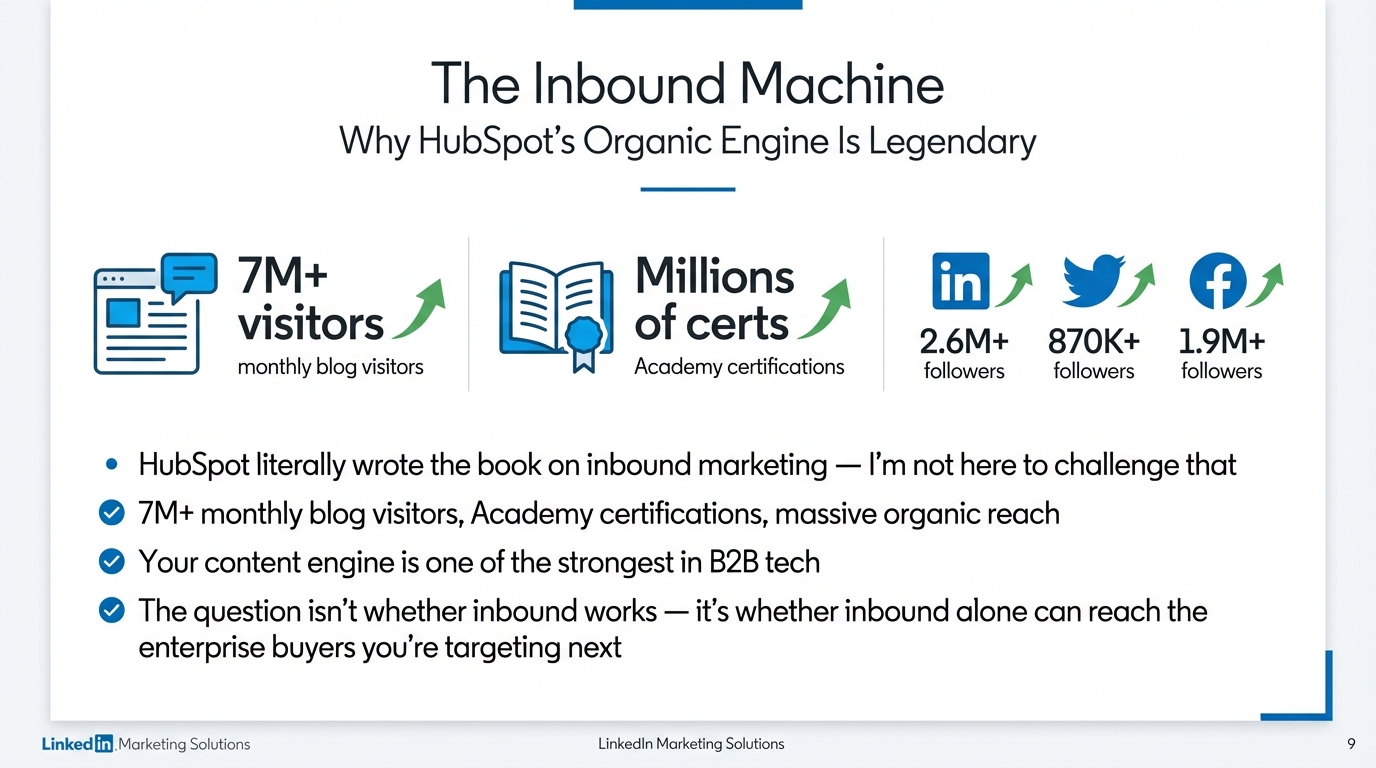 The Inbound Machine
Why HubSpot's Organic Engine Is Legendary
7M+
visitors
monthly blog visitors
Millions
of certs
Academy certifications
in
2.6M+
followers
870K+
followers
f
1.9M+
followers
• HubSpot literally wrote the book on inbound marketing — I'm not here to challenge that
7M+ monthly blog visitors, Academy certifications, massive organic reach
Your content engine is one of the strongest in B2B tech
The question isn't whether inbound works — it's whether inbound alone can reach the
enterprise buyers you're targeting next
Linkedin Marketing Solutions
LinkedIn Marketing Solutions
9